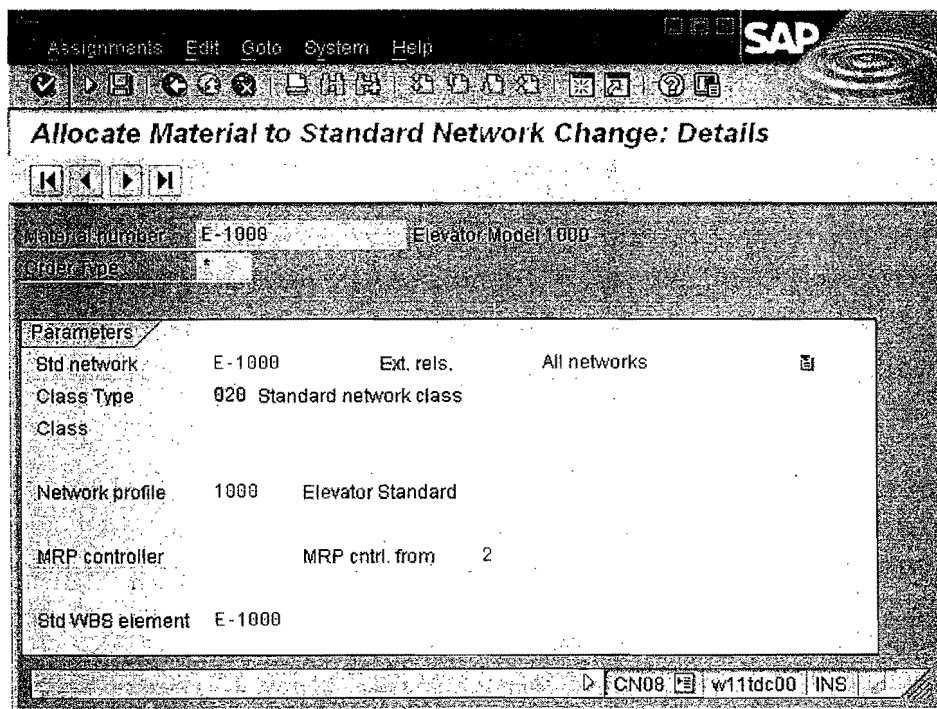 Assignments Edit Goto System Help
SAP
Allocate Material to Standard Network Change: Details
Material number E-1000 Elevator Model 1000
Order Type *
Parameters
Std network E-1000 Ext. rels. All networks
Class Type 020 Standard network class
Class
Network profile 1000 Elevator Standard
MRP controller MRP cntrl. from 2
Std WBS element E-1000
CN08 w11tdc00 INS